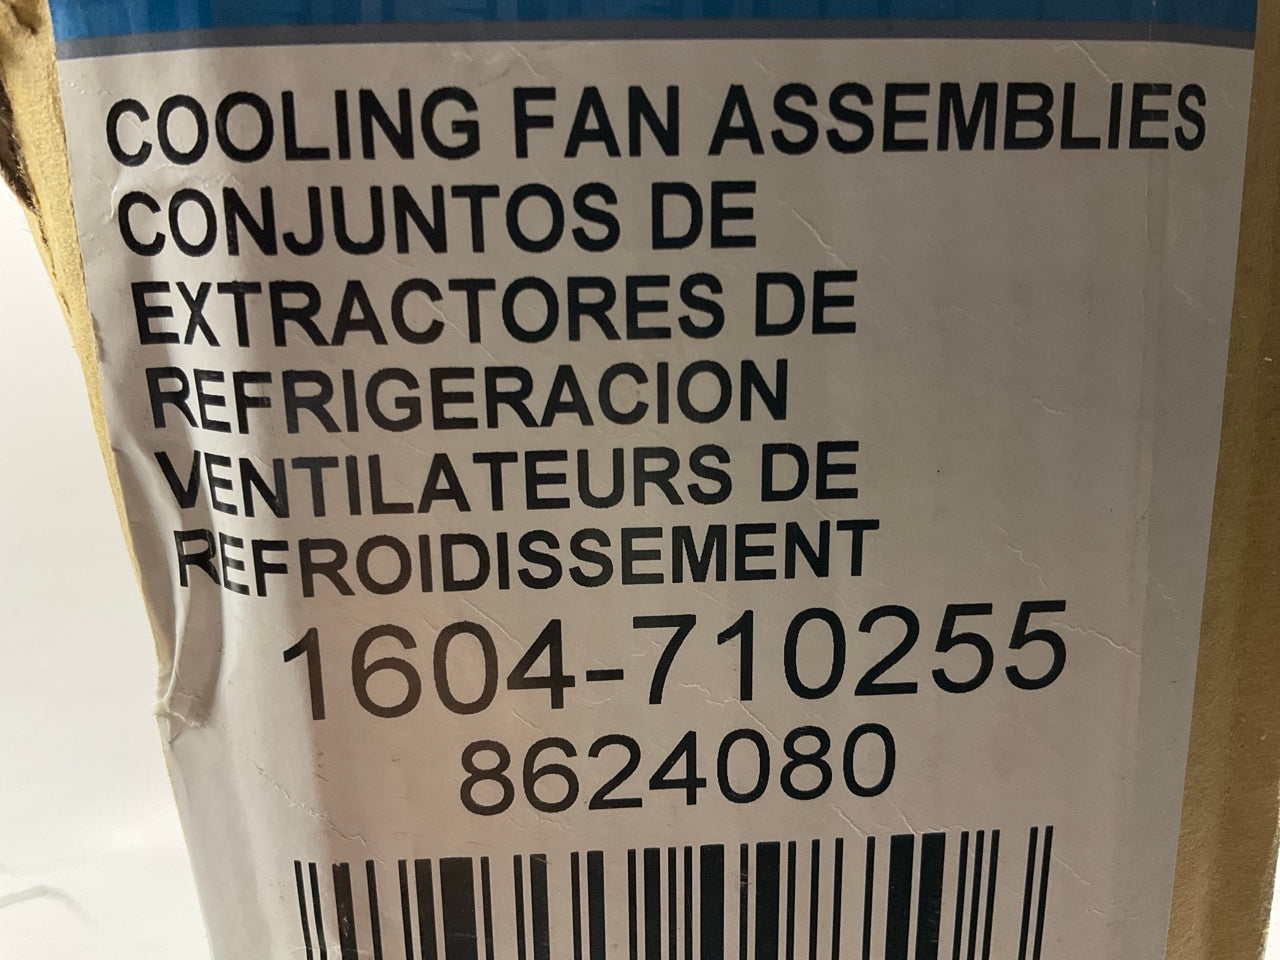 COOLING FAN ASSEMBLIES
CONJUNTOS DE
EXTRACTORES DE
REFRIGERACION
VENTILATEURS DE
REFROIDISSEMENT
1604-710255
8624080